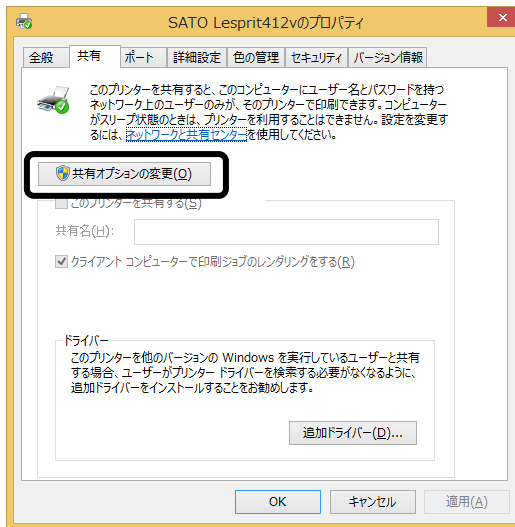 SATO Lesprit412vのプロパティ
全般 共有 ポート 詳細設定 色の管理 セキュリティ バージョン情報
このプリンターを共有すると、このコンピューターにユーザー名とパスワードを持つ
ネットワーク上のユーザーのみが、そのプリンターで印刷できます。コンピューター
がスリープ状態のときは、プリンターを利用することはできません。設定を変更す
るには、ネットワークと共有センターを使用してください。
共有オプションの変更(O)
このプリンターを共有する(S)
共有名(H):
クライアント コンピューターで印刷ジョブのレンダリングをする(R)
ドライバー
このプリンターを他のバージョンの Windows を実行しているユーザーと共有
する場合、ユーザーがプリンター ドライバーを検索する必要がなくなるように、
追加ドライバーをインストールすることをお勧めします。
追加ドライバー(D)...
OK キャンセル 適用(A)